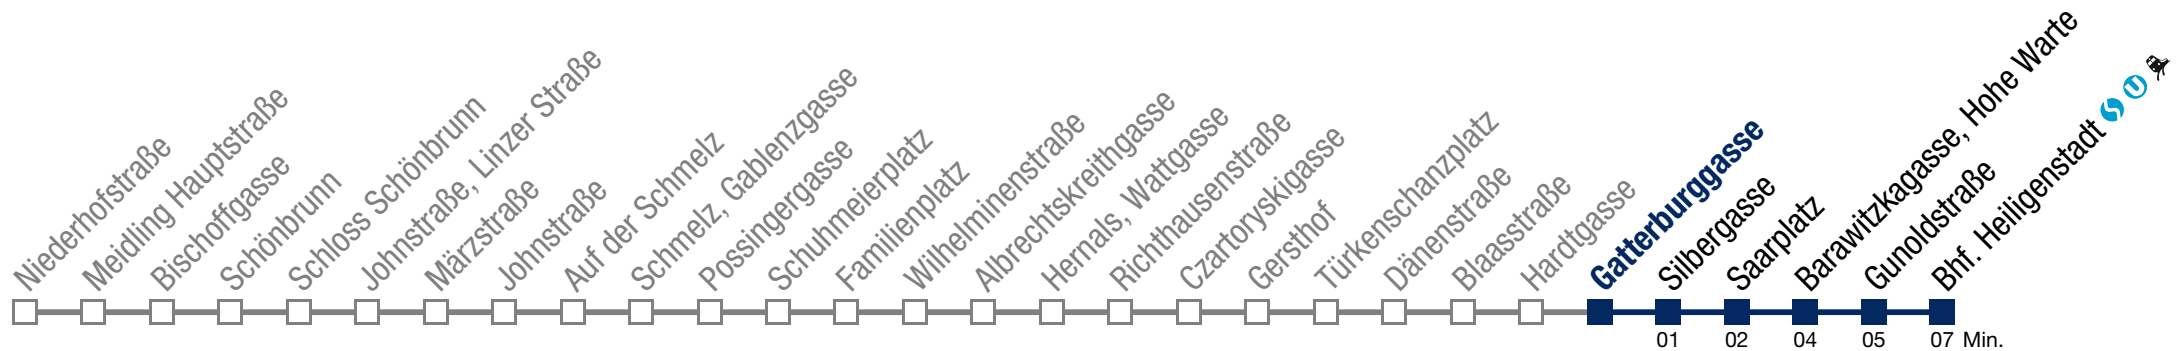 Niederhofstraße
Meidling Hauptstraße
Bischoffgasse
Schönbrunn
Schloss Schönbrunn
Johnstraße, Linzer Straße
Märzstraße
Johnstraße
Auf der Schmelz
Schmelz, Gablenzgasse
Possingergasse
Schuhmeierplatz
Familienplatz
Wilhelminenstraße
Albrechtskreithgasse
Hernals, Wattgasse
Richthausenstraße
Czartoryskigasse
Gersthof
Türkenschanzplatz
Dänenstraße
Blaasstraße
Hardtgasse
Gatterburggasse
Silbergasse
Saarplatz
Barawitzkagasse, Hohe Warte
Gunoldstraße
Bhf. Heiligenstadt S U
01 02 04 05 07 Min.